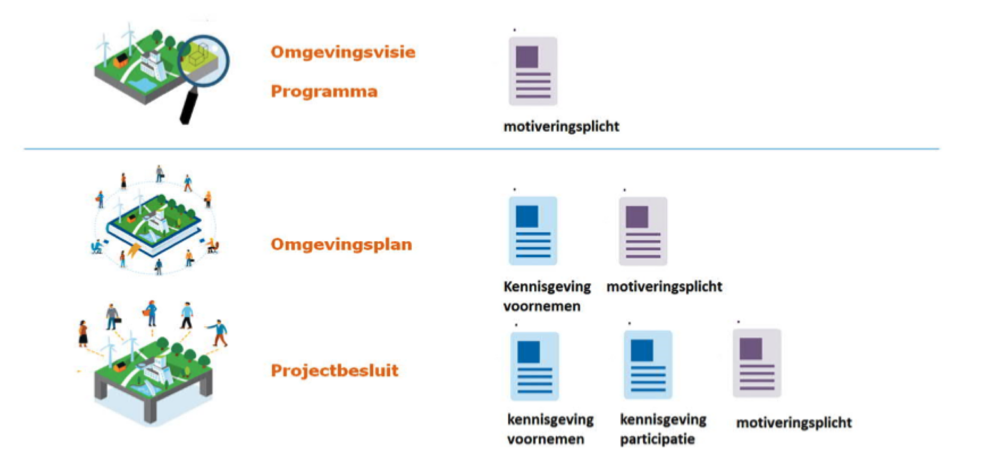 Omgevingsvisie
Programma
motiveringsplicht
Omgevingsplan
Kennisgeving
voornemen
motiveringsplicht
Projectbesluit
kennisgeving
voornemen
kennisgeving
participatie
motiveringsplicht